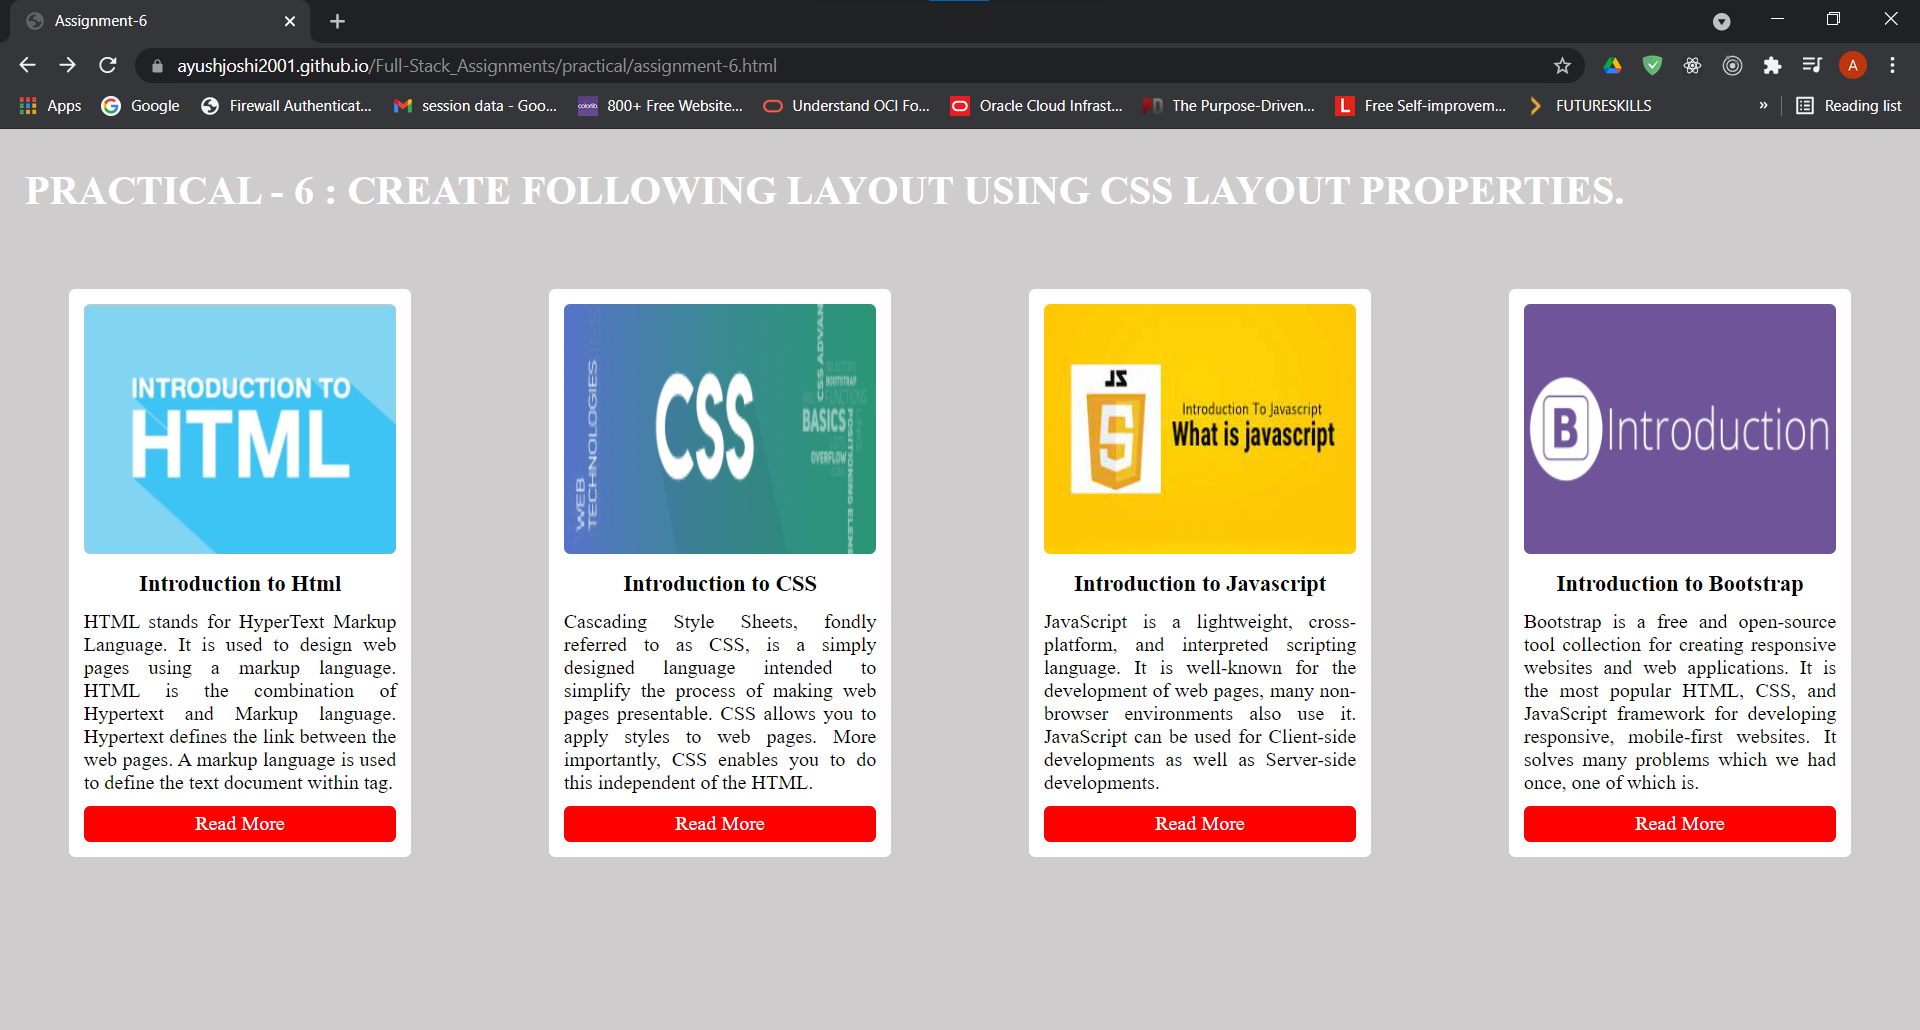 Assignment-6
ayushjoshi2001.github.io/Full-Stack_Assignments/practical/assignment-6.html
A
Apps
Google
Firewall Authenticat...
session data - Goo...
colorlib
800+ Free Website...
Understand OCI Fo...
Oracle Cloud Infrast...
The Purpose-Driven...
L
Free Self-improvem...
FUTURESKILLS
»
Reading list
PRACTICAL - 6 : CREATE FOLLOWING LAYOUT USING CSS LAYOUT PROPERTIES.
INTRODUCTION TO
HTML
Introduction to Html
HTML stands for HyperText Markup
Language. It is used to design web
pages using a markup language.
HTML is the combination of
Hypertext and Markup language.
Hypertext defines the link between the
web pages. A markup language is used
to define the text document within tag.
Read More
WEB
TECHNOLOGIES
CSS
CSS ADVAN
SELECTORS
BOOTSTRAP
FUNCTIONS
BASICS
OVERFLOW
POSITIONING ELEME
Introduction to CSS
Cascading Style Sheets, fondly
referred to as CSS, is a simply
designed language intended to
simplify the process of making web
pages presentable. CSS allows you to
apply styles to web pages. More
importantly, CSS enables you to do
this independent of the HTML.
Read More
JS
5
Introduction To Javascript
What is javascript
Introduction to Javascript
JavaScript is a lightweight, cross-
platform, and interpreted scripting
language. It is well-known for the
development of web pages, many non-
browser environments also use it.
JavaScript can be used for Client-side
developments as well as Server-side
developments.
Read More
B
Introduction
Introduction to Bootstrap
Bootstrap is a free and open-source
tool collection for creating responsive
websites and web applications. It is
the most popular HTML, CSS, and
JavaScript framework for developing
responsive, mobile-first websites. It
solves many problems which we had
once, one of which is.
Read More